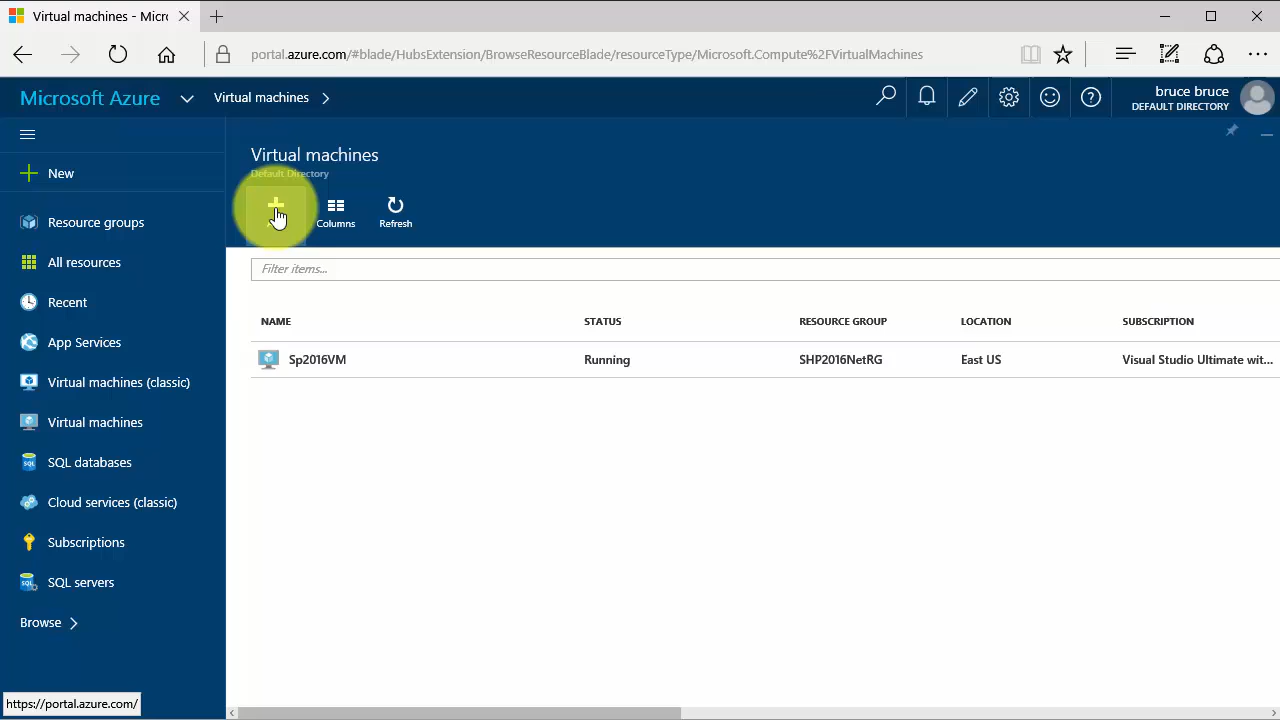 Virtual machines - Micr
portal.azure.com/#blade/HubsExtension/BrowseResourceBlade/resourceType/Microsoft.Compute%2FVirtualMachines
Microsoft Azure
Virtual machines
bruce bruce
DEFAULT DIRECTORY
New
Virtual machines
Default Directory
Columns
Refresh
Resource groups
All resources
Recent
App Services
Virtual machines (classic)
Virtual machines
SQL databases
Cloud services (classic)
Subscriptions
SQL servers
Browse
Filter items...
NAME STATUS RESOURCE GROUP LOCATION SUBSCRIPTION
Sp2016VM Running SHP2016NetRG East US Visual Studio Ultimate wit...
https://portal.azure.com/